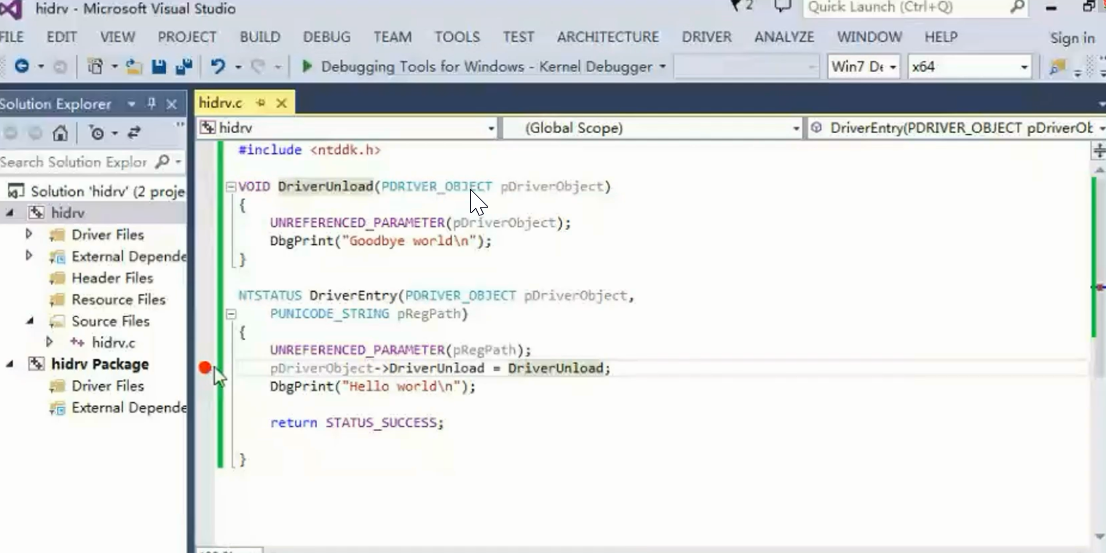 hidrv - Microsoft Visual Studio
2
Quick Launch (Ctrl+Q)
FILE EDIT VIEW PROJECT BUILD DEBUG TEAM TOOLS TEST ARCHITECTURE DRIVER ANALYZE WINDOW HELP Sign in
Debugging Tools for Windows - Kernel Debugger
Win7 De
x64
Solution Explorer
Search Solution Explor
Solution 'hidrv' (2 proje
hidrv
Driver Files
External Depende
Header Files
Resource Files
Source Files
hidrv.c
hidrv Package
Driver Files
External Depende
hidrv.c
hidrv
(Global Scope)
DriverEntry(PDRIVER_OBJECT pDriverOb
#include <ntddk.h>
VOID DriverUnload(PDRIVER_OBJECT pDriverObject)
{
UNREFERENCED_PARAMETER(pDriverObject);
DbgPrint("Goodbye world\n");
}
NTSTATUS DriverEntry(PDRIVER_OBJECT pDriverObject,
PUNICODE_STRING pRegPath)
{
UNREFERENCED_PARAMETER(pRegPath);
pDriverObject->DriverUnload = DriverUnload;
DbgPrint("Hello world\n");
return STATUS_SUCCESS;
}